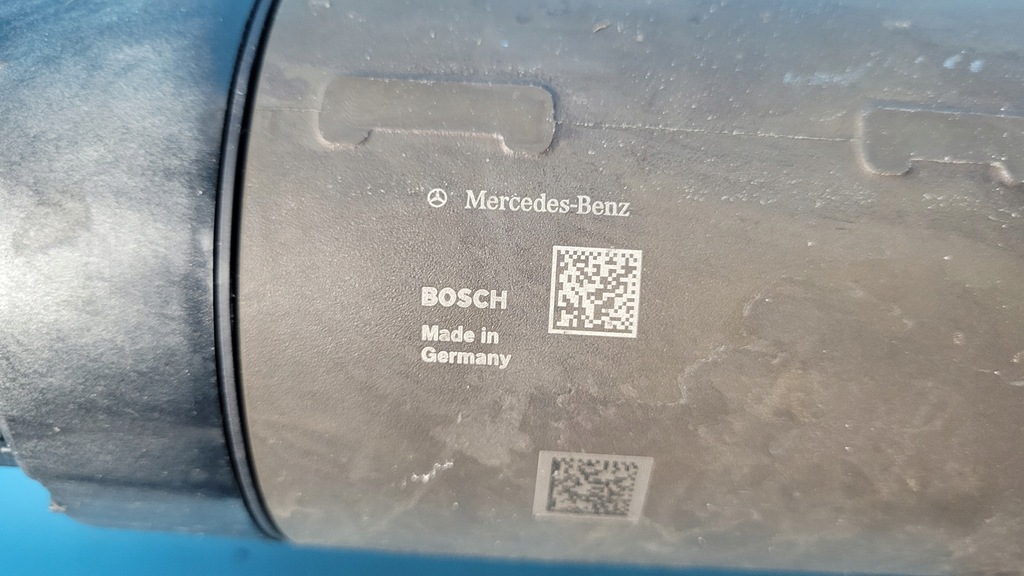 Mercedes-Benz
BOSCH
Made in
Germany